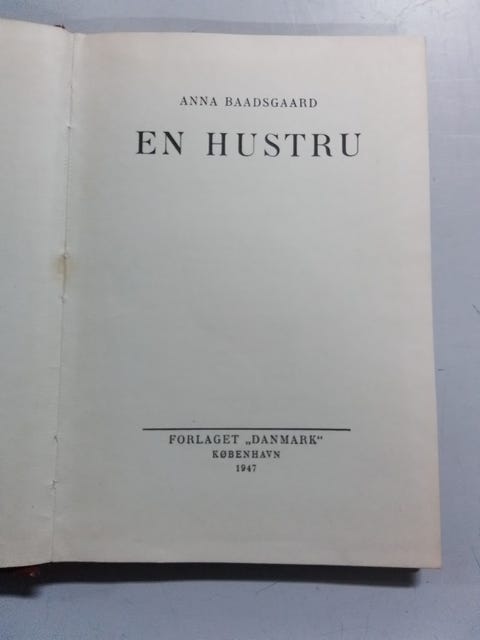 ANNA BAADSGAARD
EN HUSTRU
FORLAGET „DANMARK“
KØBENHAVN
1947